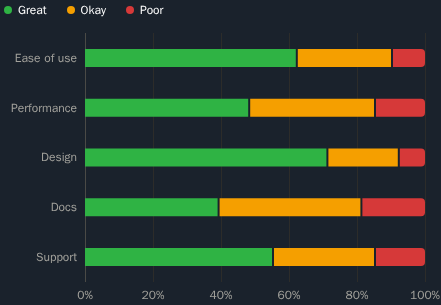 Great Okay Poor
Ease of use
Performance
Design
Docs
Support
0% 20% 40% 60% 80% 100%